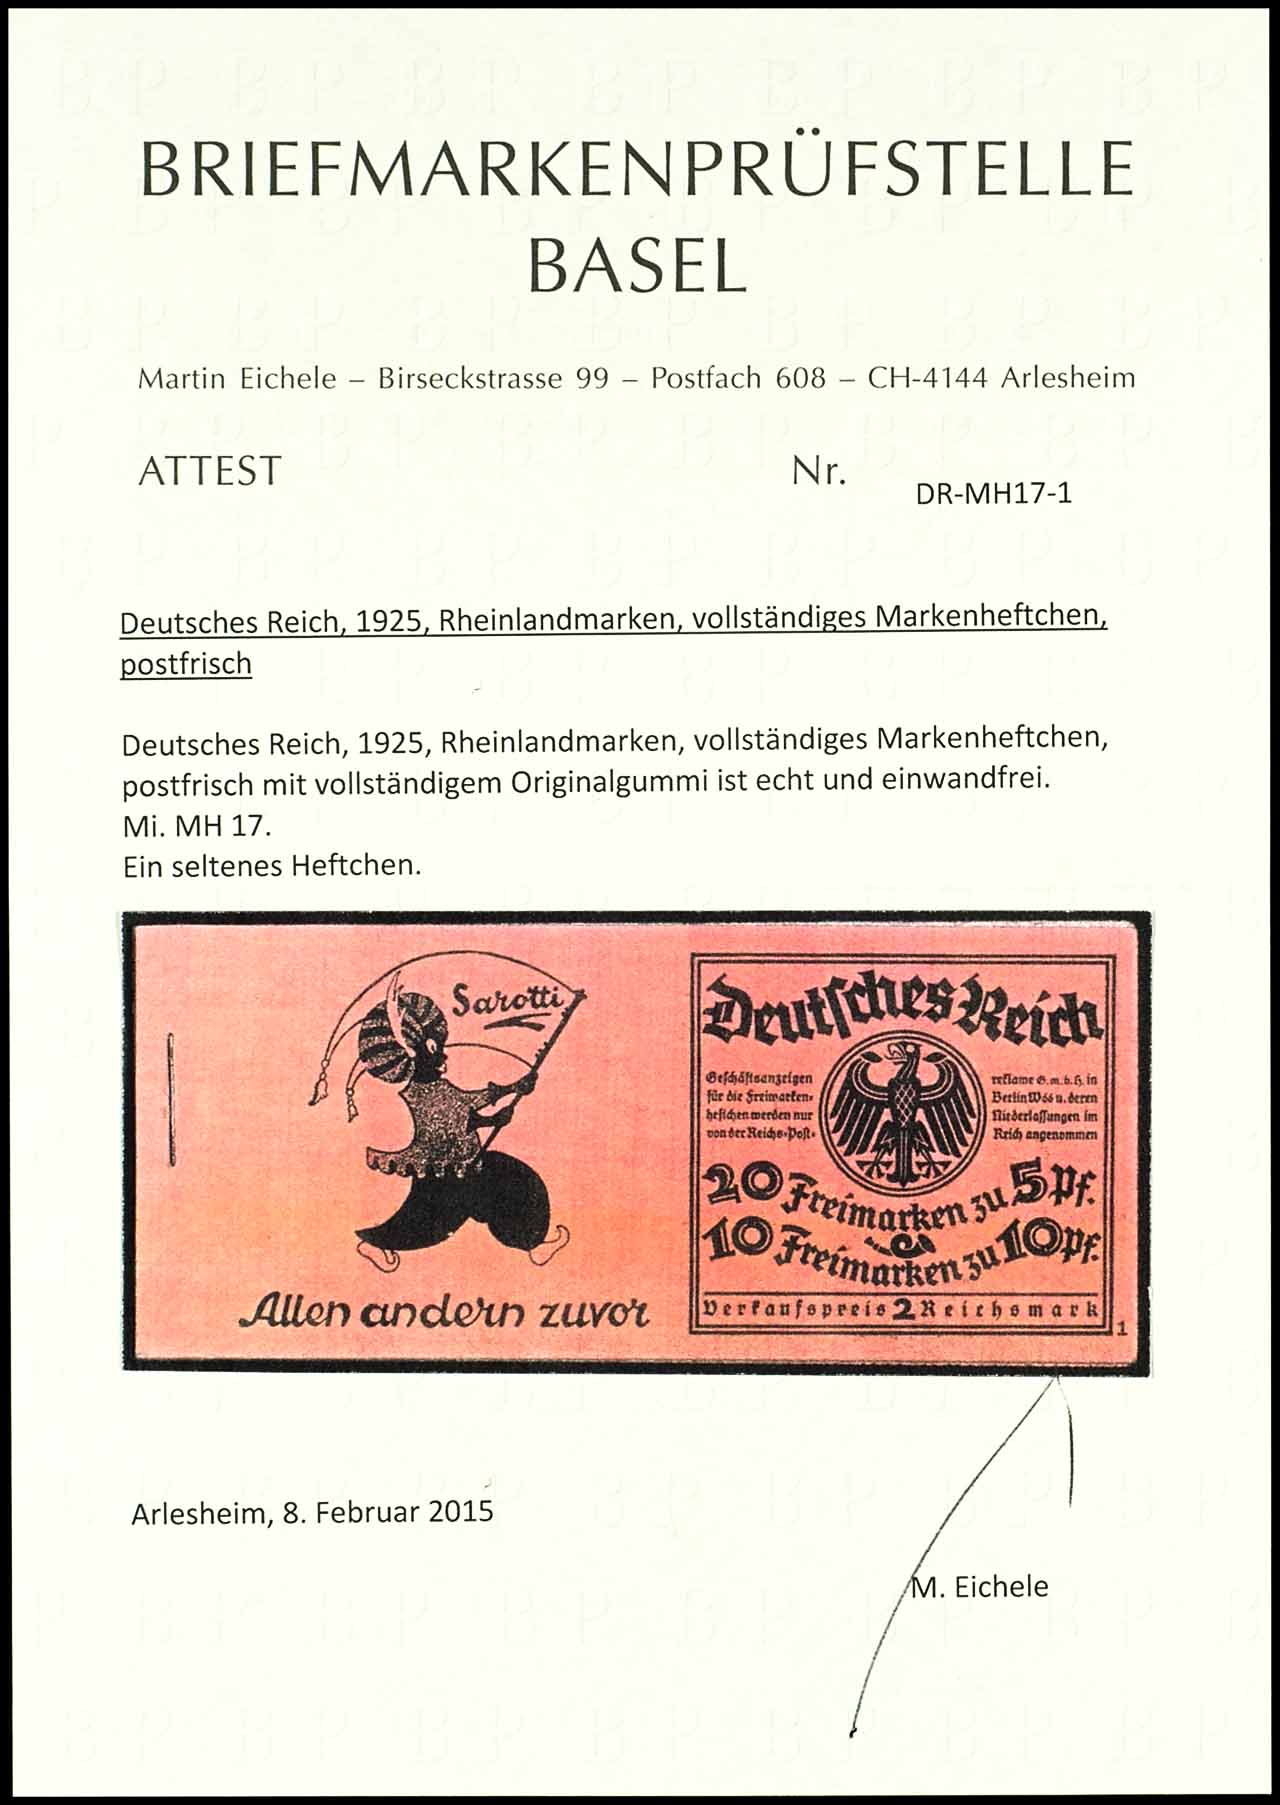 BRIEFMARKENPRÜFSTELLE
BASEL
Martin Eichele – Birseckstrasse 99 – Postfach 608 – CH-4144 Arlesheim
ATTEST Nr. DR-MH17-1
Deutsches Reich, 1925, Rheinlandmarken, vollständiges Markenheftchen,
postfrisch
Deutsches Reich, 1925, Rheinlandmarken, vollständiges Markenheftchen,
postfrisch mit vollständigem Originalgummi ist echt und einwandfrei.
Mi. MH 17.
Ein seltenes Heftchen.
Sarotti
Allen andern zuvor
Deutsches Reich
Geschäftsanzeigen
für die Freimarken-
heftchen werden nur
von der Reichs-Post-
reklame G.m.b.H. in
Berlin W 66 u. deren
Niederlassungen im
Reich angenommen
20 Freimarken zu 5 Pf.
10 Freimarken zu 10 Pf.
Verkaufspreis 2 Reichsmark
1
Arlesheim, 8. Februar 2015
M. Eichele